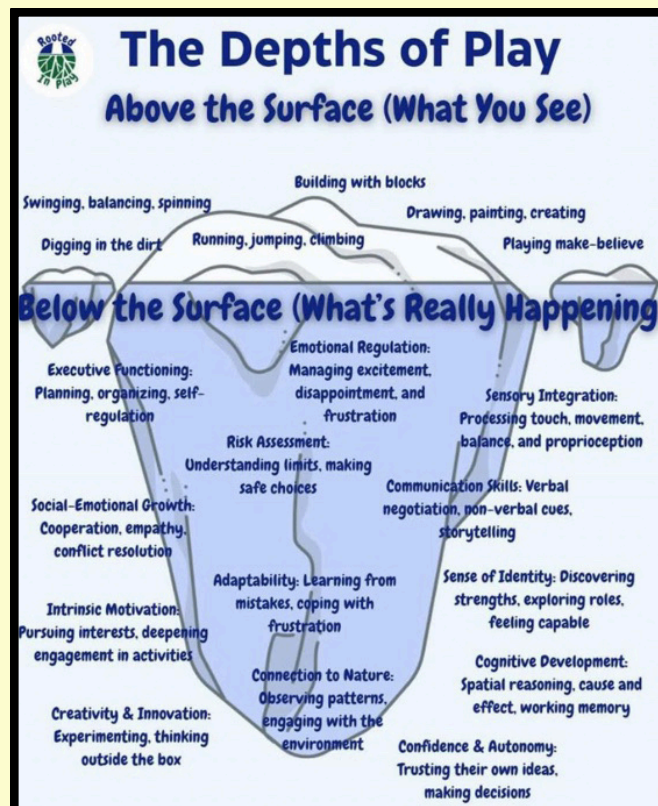 Rooted
In Play
The Depths of Play
Above the Surface (What You See)
Building with blocks
Swinging, balancing, spinning
Drawing, painting, creating
Digging in the dirt
Running, jumping, climbing
Playing make-believe
Below the Surface (What's Really Happening
Emotional Regulation:
Managing excitement,
disappointment, and
frustration
Executive Functioning:
Planning, organizing, self-
regulation
Sensory Integration:
Processing touch, movement,
balance, and proprioception
Risk Assessment:
Understanding limits, making
safe choices
Communication Skills: Verbal
negotiation, non-verbal cues,
storytelling
Social-Emotional Growth:
Cooperation, empathy,
conflict resolution
Adaptability: Learning from
mistakes, coping with
frustration
Sense of Identity: Discovering
strengths, exploring roles,
feeling capable
Intrinsic Motivation:
Pursuing interests, deepening
engagement in activities
Connection to Nature:
Observing patterns,
engaging with the
environment
Cognitive Development:
Spatial reasoning, cause and
effect, working memory
Creativity & Innovation:
Experimenting, thinking
outside the box
Confidence & Autonomy:
Trusting their own ideas,
making decisions